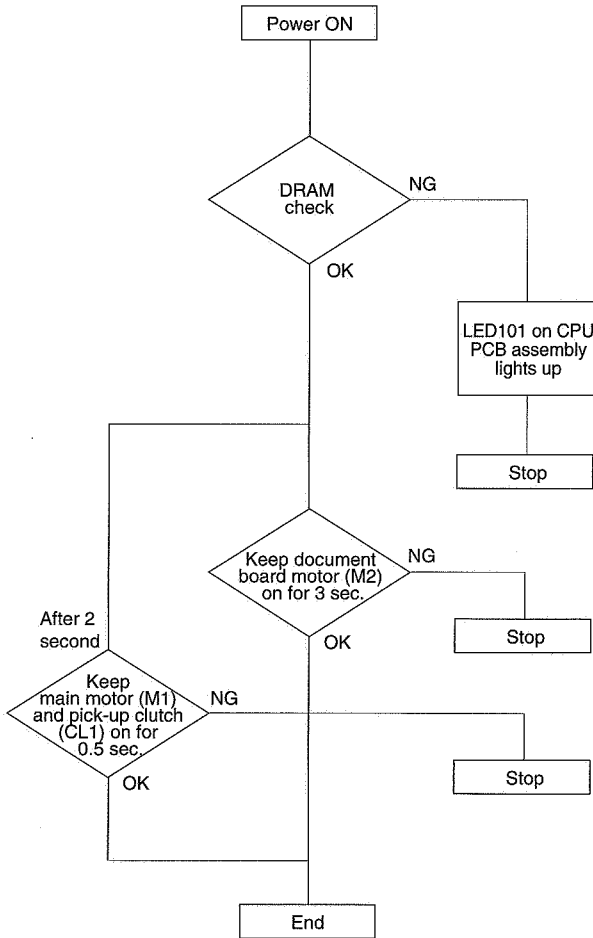 Power ON
DRAM
check
NG
OK
LED101 on CPU
PCB assembly
lights up
Stop
Keep document
board motor (M2)
on for 3 sec.
NG
OK
Stop
After 2
second
Keep
main motor (M1)
and pick-up clutch
(CL1) on for
0.5 sec.
NG
OK
Stop
End